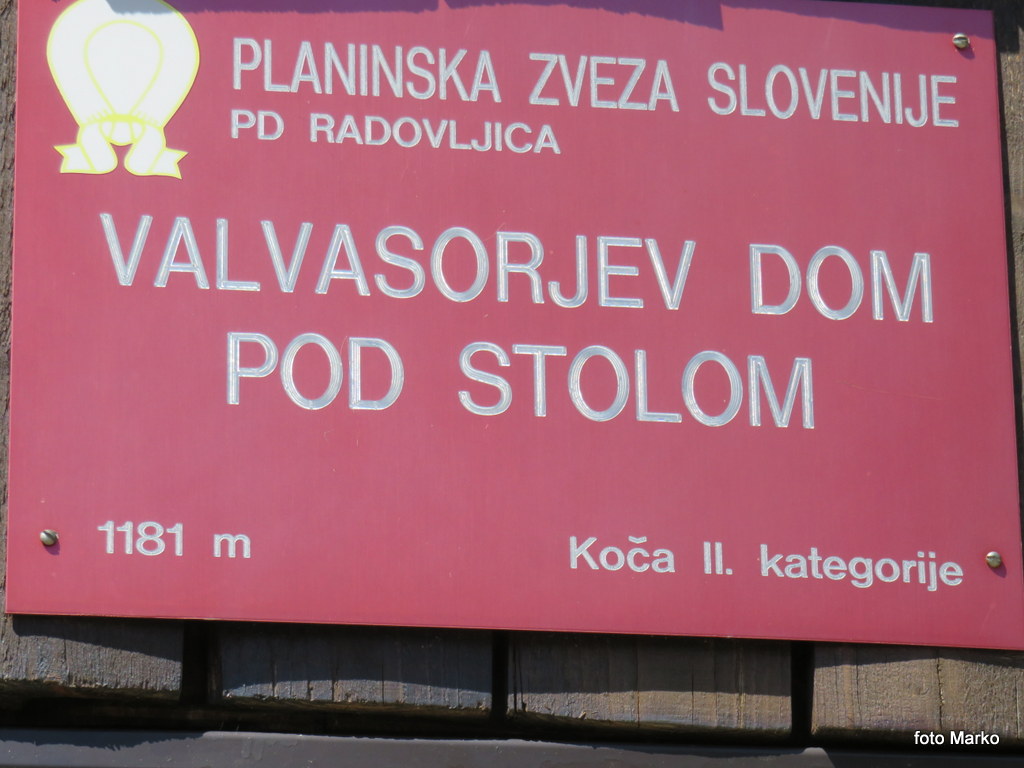 PLANINSKA ZVEZA SLOVENIJE
PD RADOVLJICA
VALVASORJEV DOM
POD STOLOM
1181 m
Koča II. kategorije
foto Marko